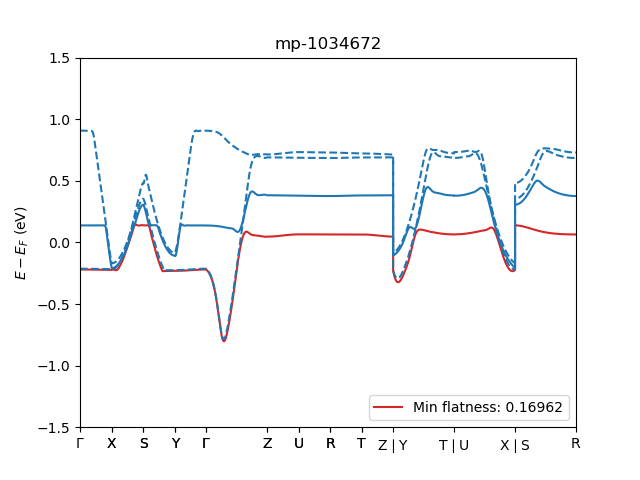 mp-1034672
1.5
1.0
0.5
0.0
−0.5
−1.0
−1.5
E − E_F (eV)
Min flatness: 0.16962
Γ X S Y Γ Z U R T Z | Y T | U X | S R